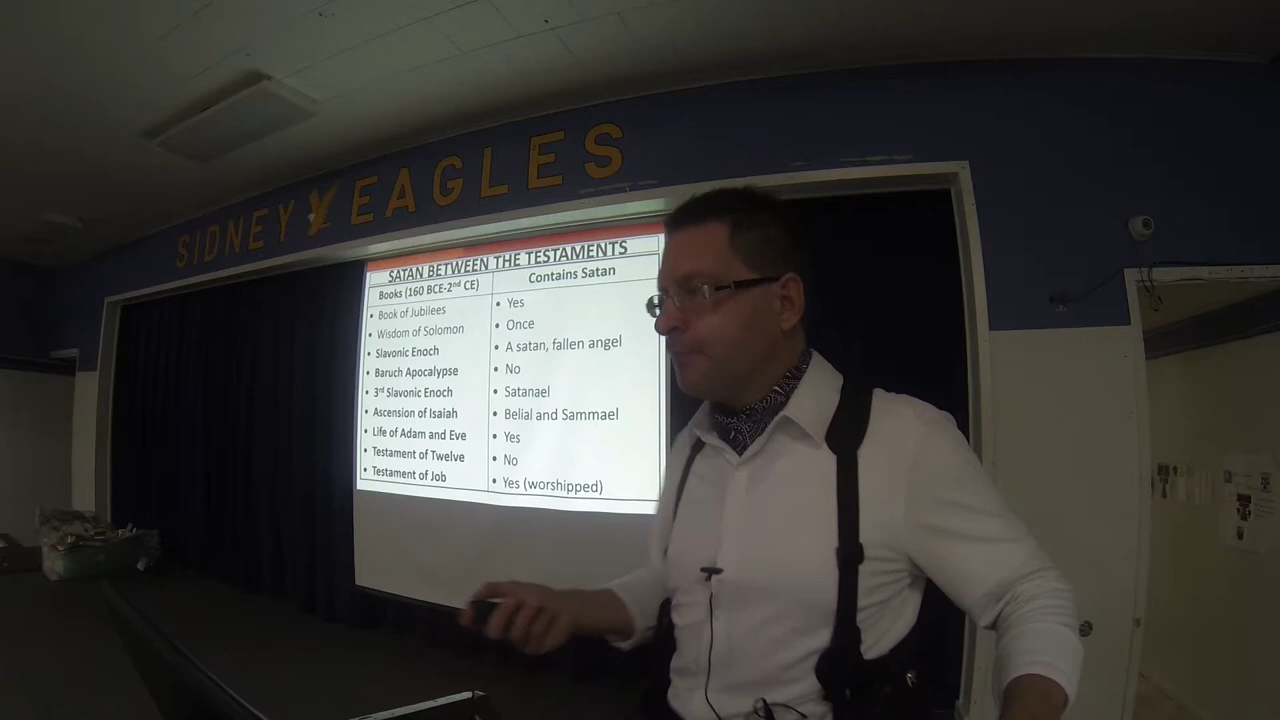 SIDNEY EAGLES
SATAN BETWEEN THE TESTAMENTS
Books (160 BCE-2nd CE)
Contains Satan
• Book of Jubilees
• Yes
• Wisdom of Solomon
• Once
• Slavonic Enoch
• A satan, fallen angel
• Baruch Apocalypse
• No
• 3rd Slavonic Enoch
• Satanael
• Ascension of Isaiah
• Belial and Sammael
• Life of Adam and Eve
• Yes
• Testament of Twelve
• No
• Testament of Job
• Yes (worshipped)